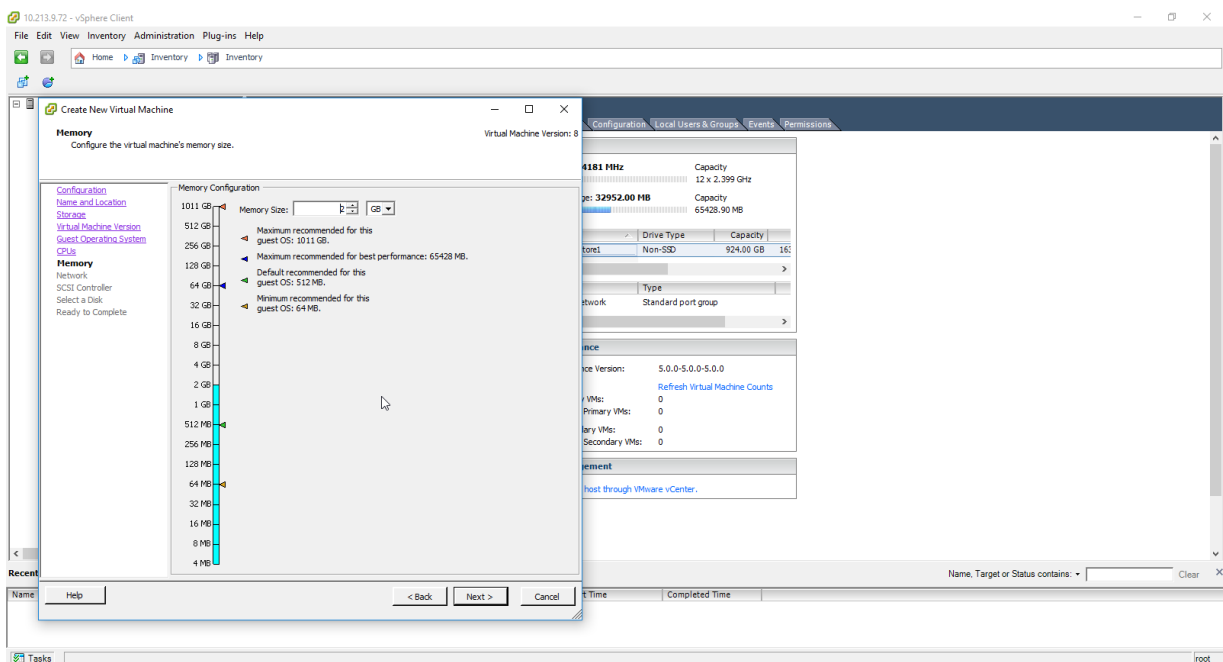 10.213.9.72 - vSphere Client
File Edit View Inventory Administration Plug-ins Help
Home Inventory Inventory
Create New Virtual Machine
Memory
Configure the virtual machine's memory size.
Virtual Machine Version: 8
Configuration
Name and Location
Storage
Virtual Machine Version
Guest Operating System
CPUs
Memory
Network
SCSI Controller
Select a Disk
Ready to Complete
Memory Configuration
1011 GB
512 GB
256 GB
128 GB
64 GB
32 GB
16 GB
8 GB
4 GB
2 GB
1 GB
512 MB
256 MB
128 MB
64 MB
32 MB
16 MB
8 MB
4 MB
Memory Size: 2 GB
Maximum recommended for this
guest OS: 1011 GB.
Maximum recommended for best performance: 65428 MB.
Default recommended for this
guest OS: 512 MB.
Minimum recommended for this
guest OS: 64 MB.
Help < Back Next > Cancel
Configuration Local Users & Groups Events Permissions
4181 MHz Capacity
12 x 2.399 GHz
ge: 32952.00 MB Capacity
65428.90 MB
Drive Type Capacity
tore1 Non-SSD 924.00 GB 163
Type
etwork Standard port group
nce
nce Version: 5.0.0-5.0.0-5.0.0
Refresh Virtual Machine Counts
y VMs: 0
Primary VMs: 0
dary VMs: 0
Secondary VMs: 0
gement
host through VMware vCenter.
Recent
Name, Target or Status contains: Clear
Name t Time Completed Time
Tasks
root